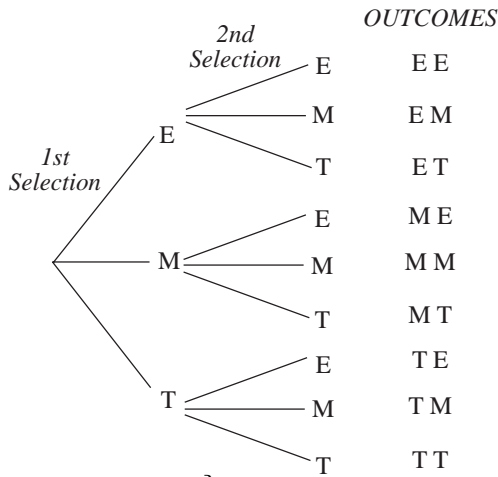 OUTCOMES
2nd
Selection
E E E
M E M
E
T E T
1st
Selection
E M E
M M M M
T M T
E T E
T M T M
T T T